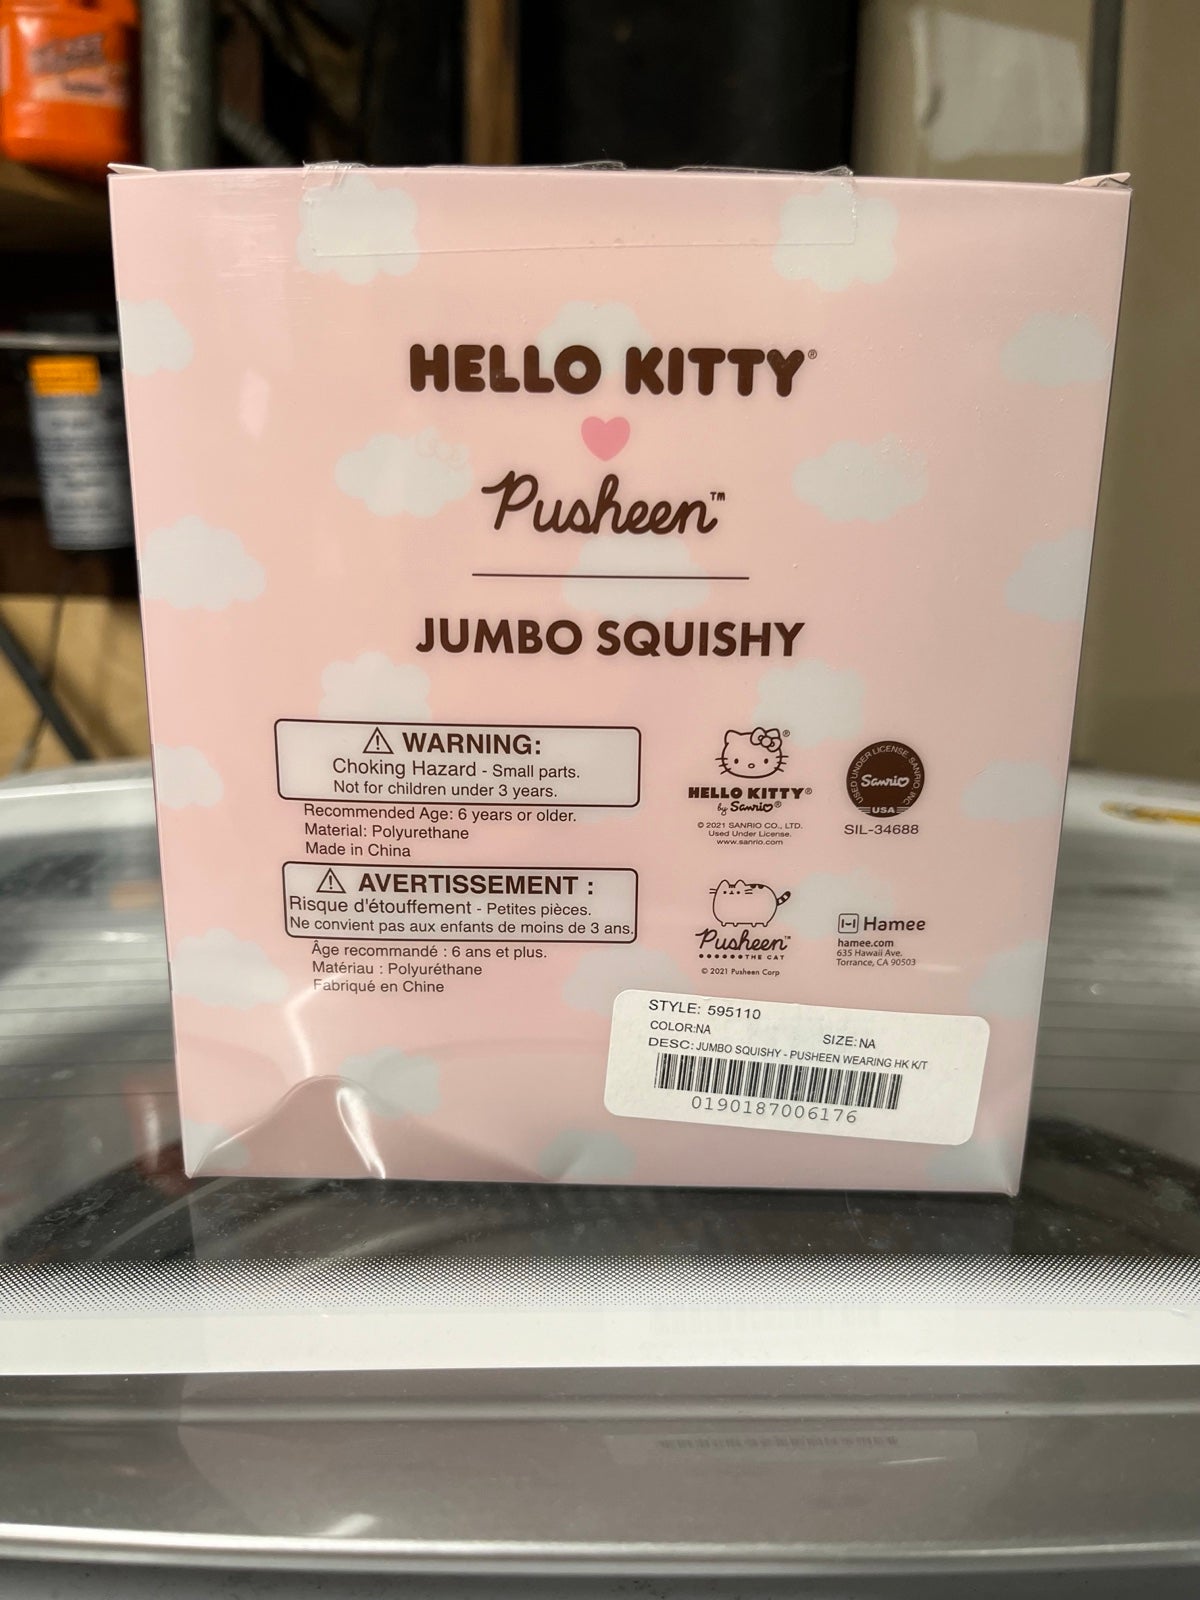 HELLO KITTY®
Pusheen™
JUMBO SQUISHY
⚠ WARNING:
Choking Hazard - Small parts.
Not for children under 3 years.
Recommended Age: 6 years or older.
Material: Polyurethane
Made in China
⚠ AVERTISSEMENT :
Risque d'étouffement - Petites pièces.
Ne convient pas aux enfants de moins de 3 ans.
Âge recommandé : 6 ans et plus.
Matériau : Polyuréthane
Fabriqué en Chine
®
HELLO KITTY®
by Sanrio®
© 2021 SANRIO CO., LTD.
Used Under License.
www.sanrio.com
USED UNDER LICENSE SANRIO, INC.
Sanrio
USA
SIL-34688
Pusheen™
THE CAT
© 2021 Pusheen Corp
Hamee
hamee.com
635 Hawaii Ave.
Torrance, CA 90503
STYLE: 595110
COLOR:NA SIZE: NA
DESC: JUMBO SQUISHY - PUSHEEN WEARING HK K/T
0190187006176